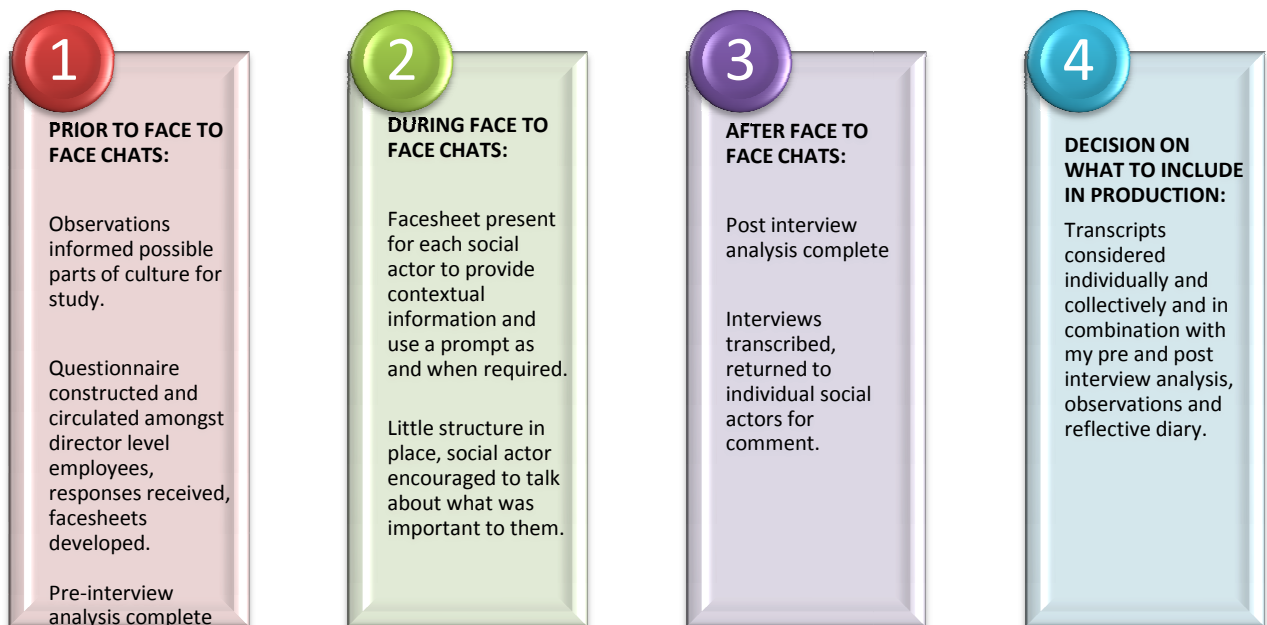 1
PRIOR TO FACE TO
FACE CHATS:
Observations
informed possible
parts of culture for
study.
Questionnaire
constructed and
circulated amongst
director level
employees,
responses received,
facesheets
developed.
Pre-interview
analysis complete
2
DURING FACE TO
FACE CHATS:
Facesheet present
for each social
actor to provide
contextual
information and
use a prompt as
and when required.
Little structure in
place, social actor
encouraged to talk
about what was
important to them.
3
AFTER FACE TO
FACE CHATS:
Post interview
analysis complete
Interviews
transcribed,
returned to
individual social
actors for
comment.
4
DECISION ON
WHAT TO INCLUDE
IN PRODUCTION:
Transcripts
considered
individually and
collectively and in
combination with
my pre and post
interview analysis,
observations and
reflective diary.